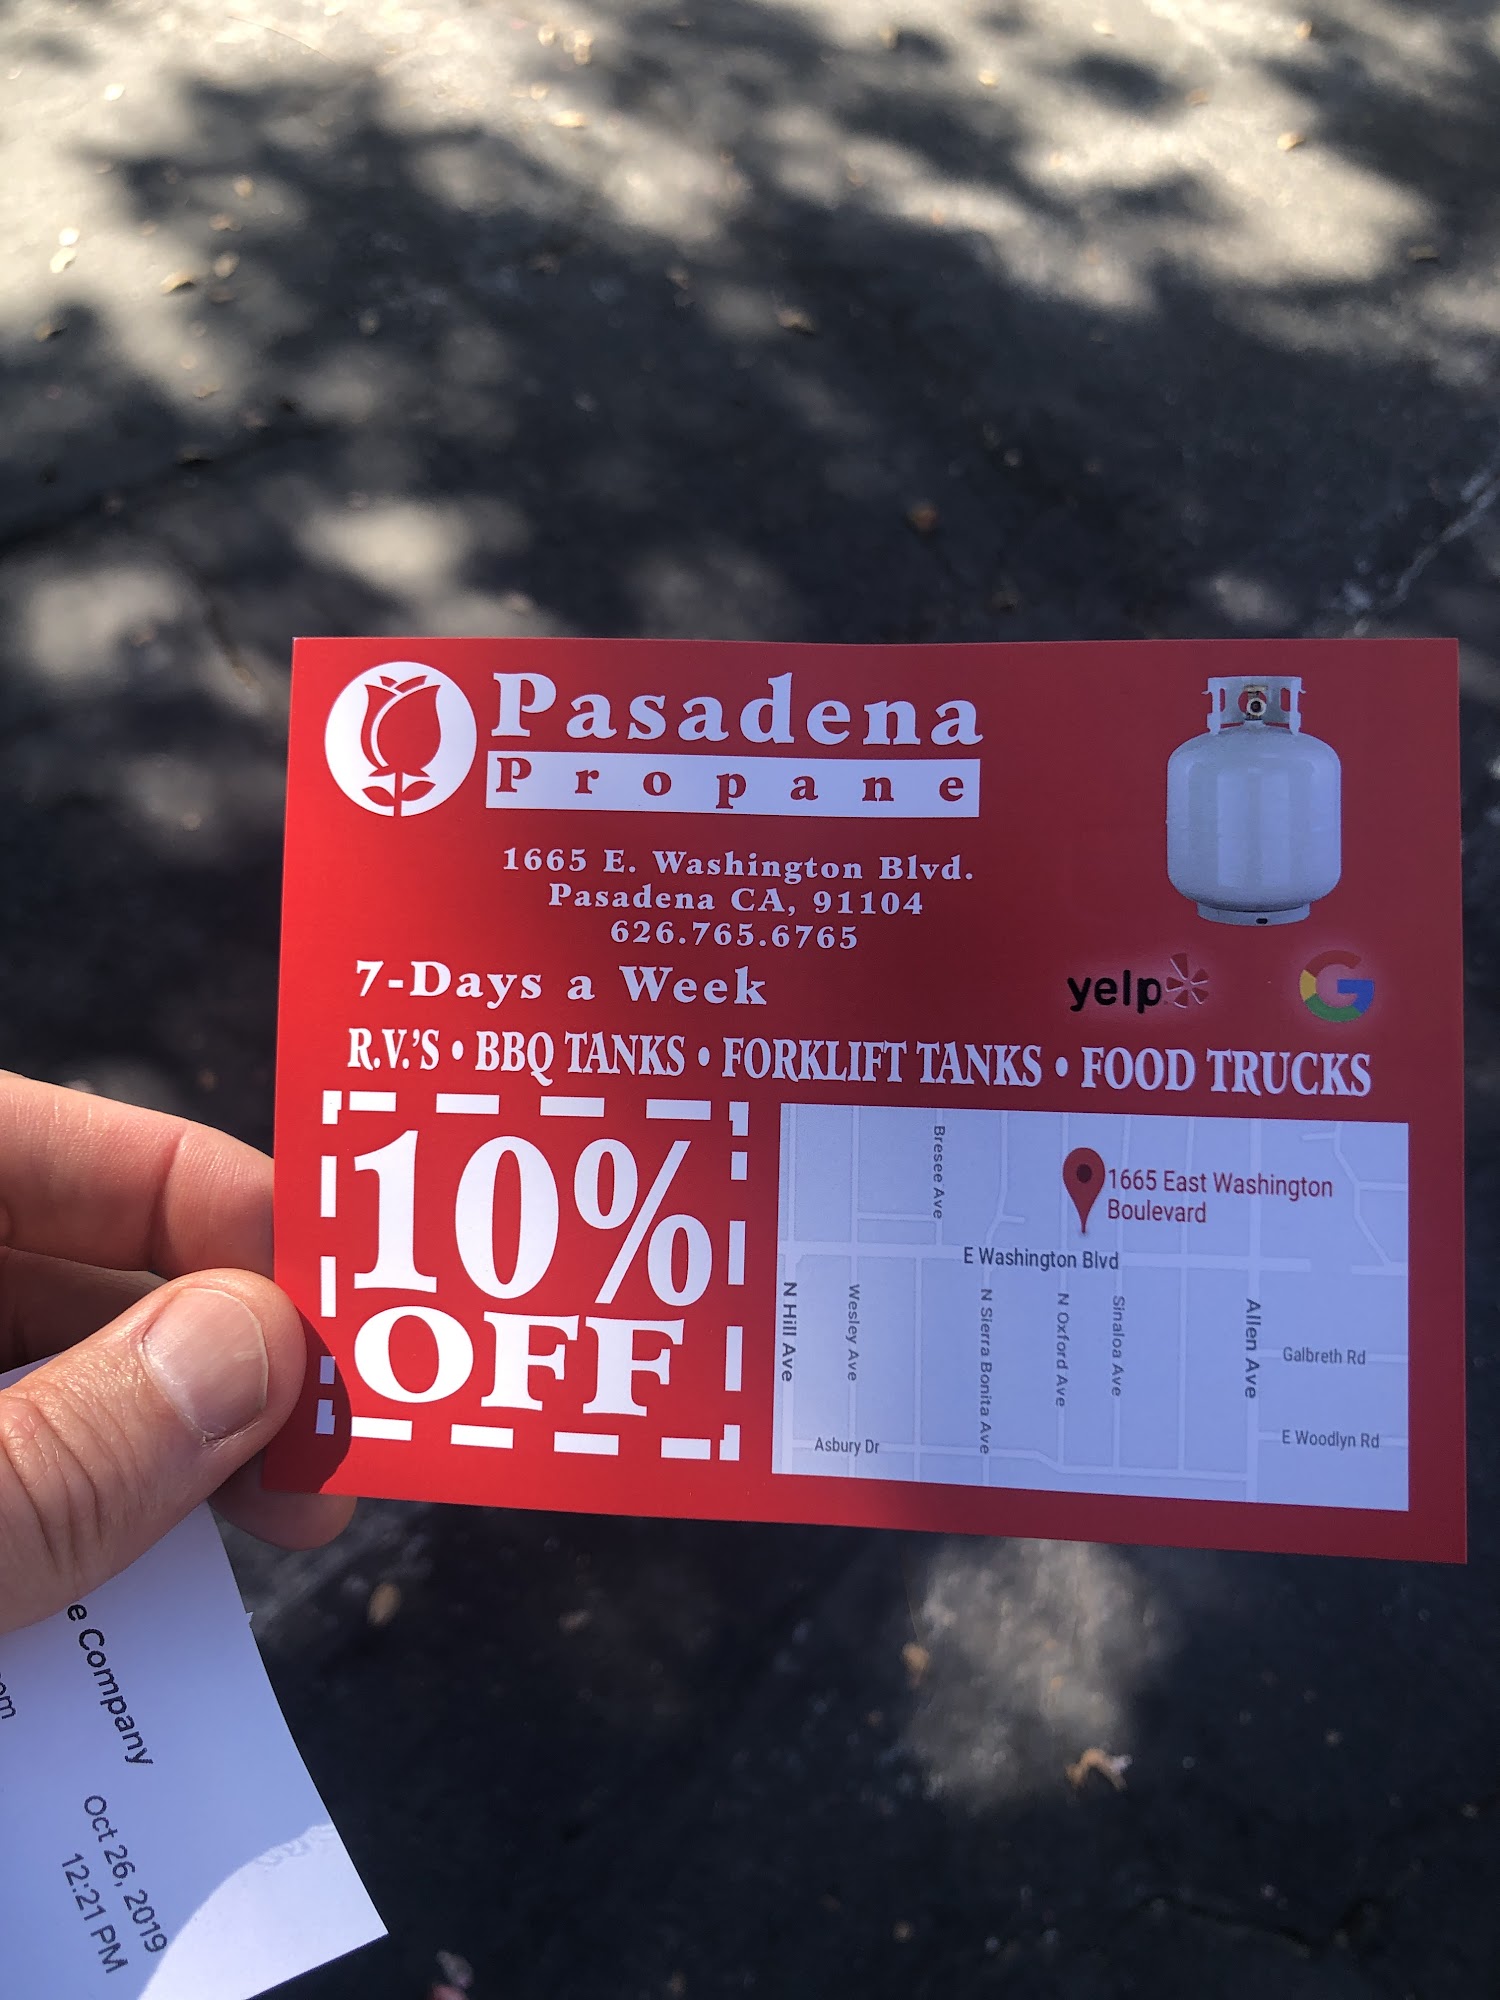 Pasadena
Propane
1665 E. Washington Blvd.
Pasadena CA, 91104
626.765.6765
7-Days a Week
yelp
G
R.V.'S • BBQ TANKS • FORKLIFT TANKS • FOOD TRUCKS
10%
OFF
Bresee Ave
1665 East Washington
Boulevard
E Washington Blvd
N Hill Ave
Wesley Ave
N Sierra Bonita Ave
N Oxford Ave
Sinaloa Ave
Allen Ave
Galbreth Rd
Asbury Dr
E Woodlyn Rd
Company
Oct 26, 2019
12:21 PM